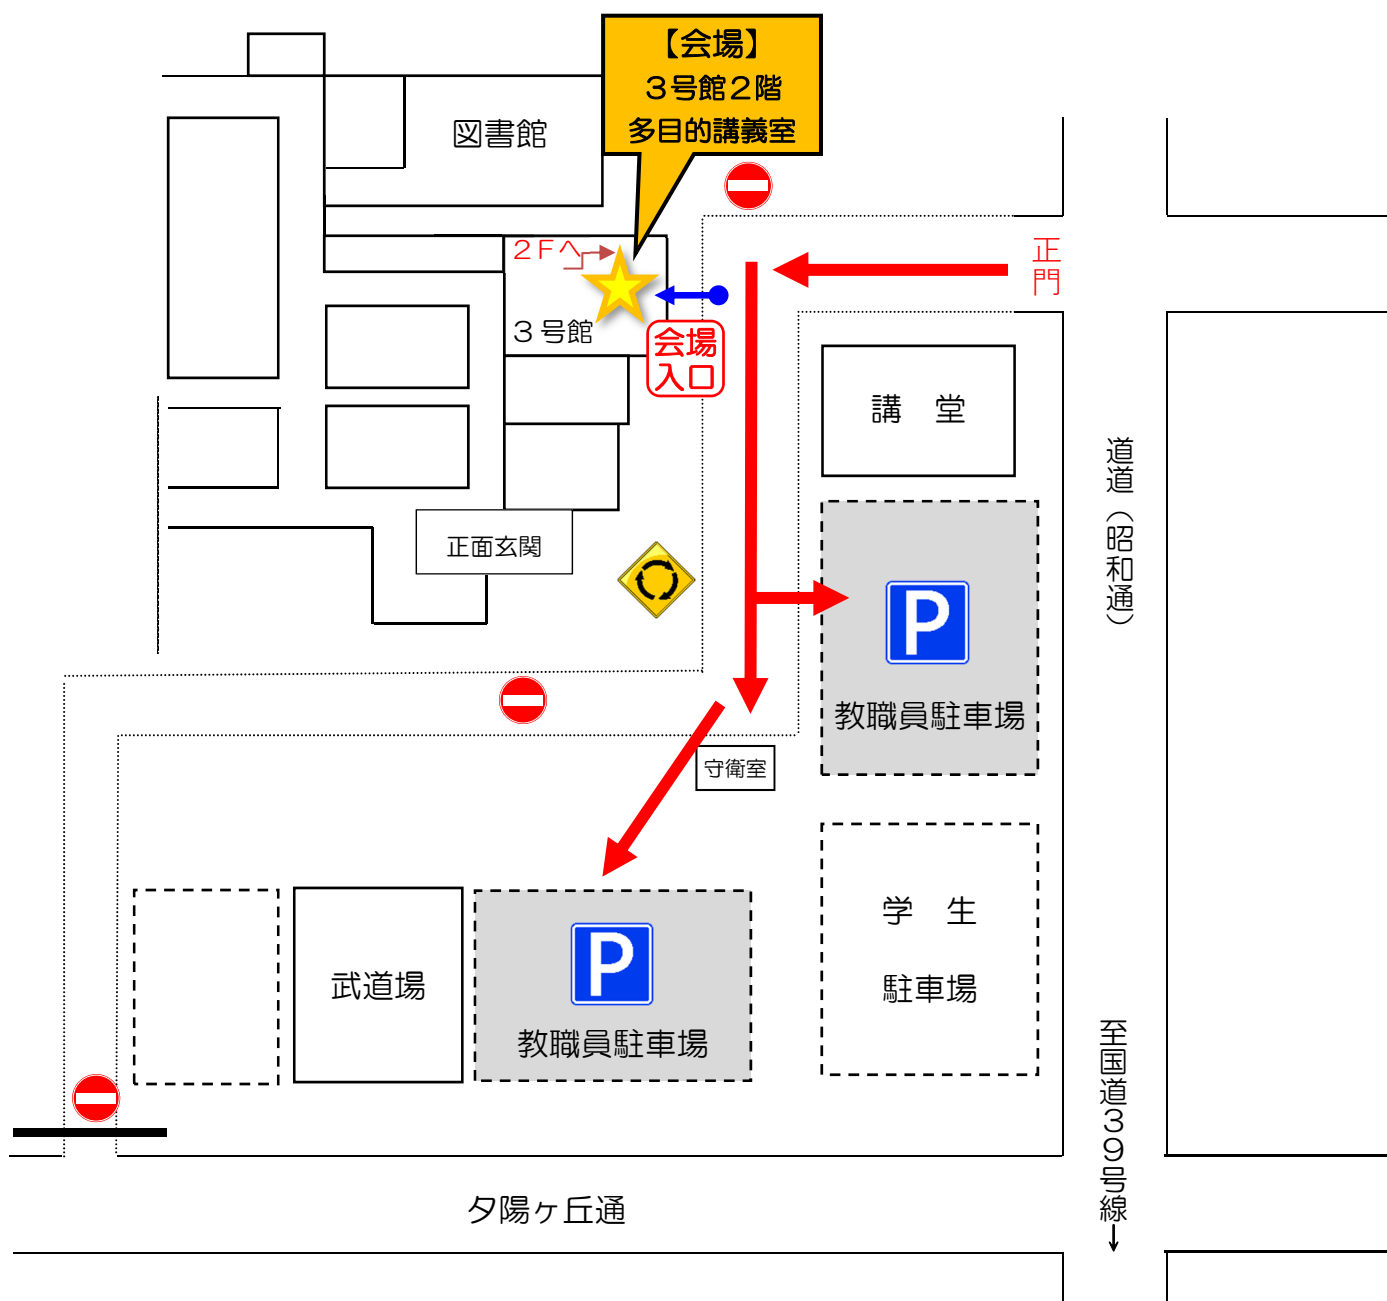 【会場】
３号館２階
多目的講義室
図書館
２Ｆへ
正門
３号館
会場
入口
講　堂
道道（昭和通）
正面玄関
P
教職員駐車場
守衛室
学　生
駐車場
武道場
P
教職員駐車場
至国道３９号線→
夕陽ヶ丘通